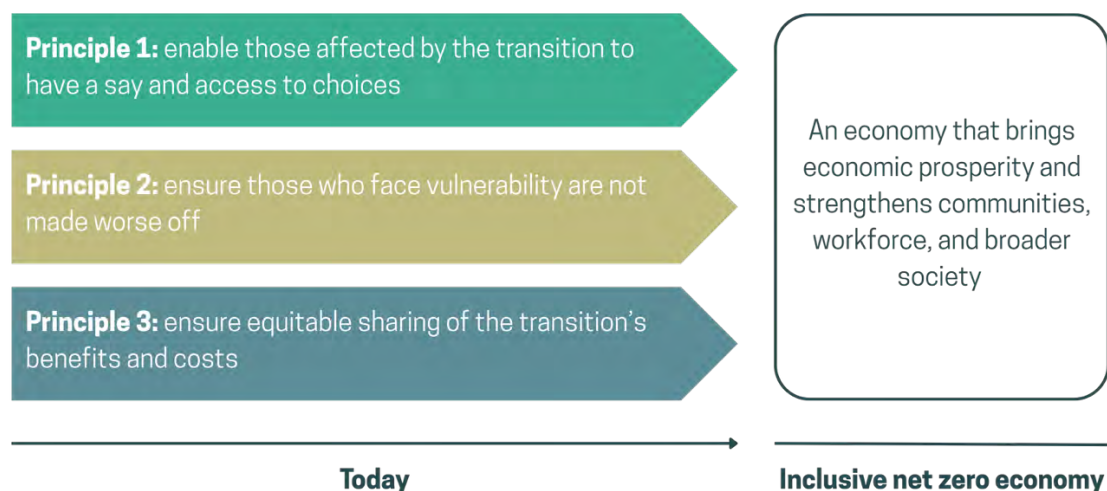 Principle 1: enable those affected by the transition to
have a say and access to choices
Principle 2: ensure those who face vulnerability are not
made worse off
Principle 3: ensure equitable sharing of the transition’s
benefits and costs
An economy that brings
economic prosperity and
strengthens communities,
workforce, and broader
society
Today
Inclusive net zero economy